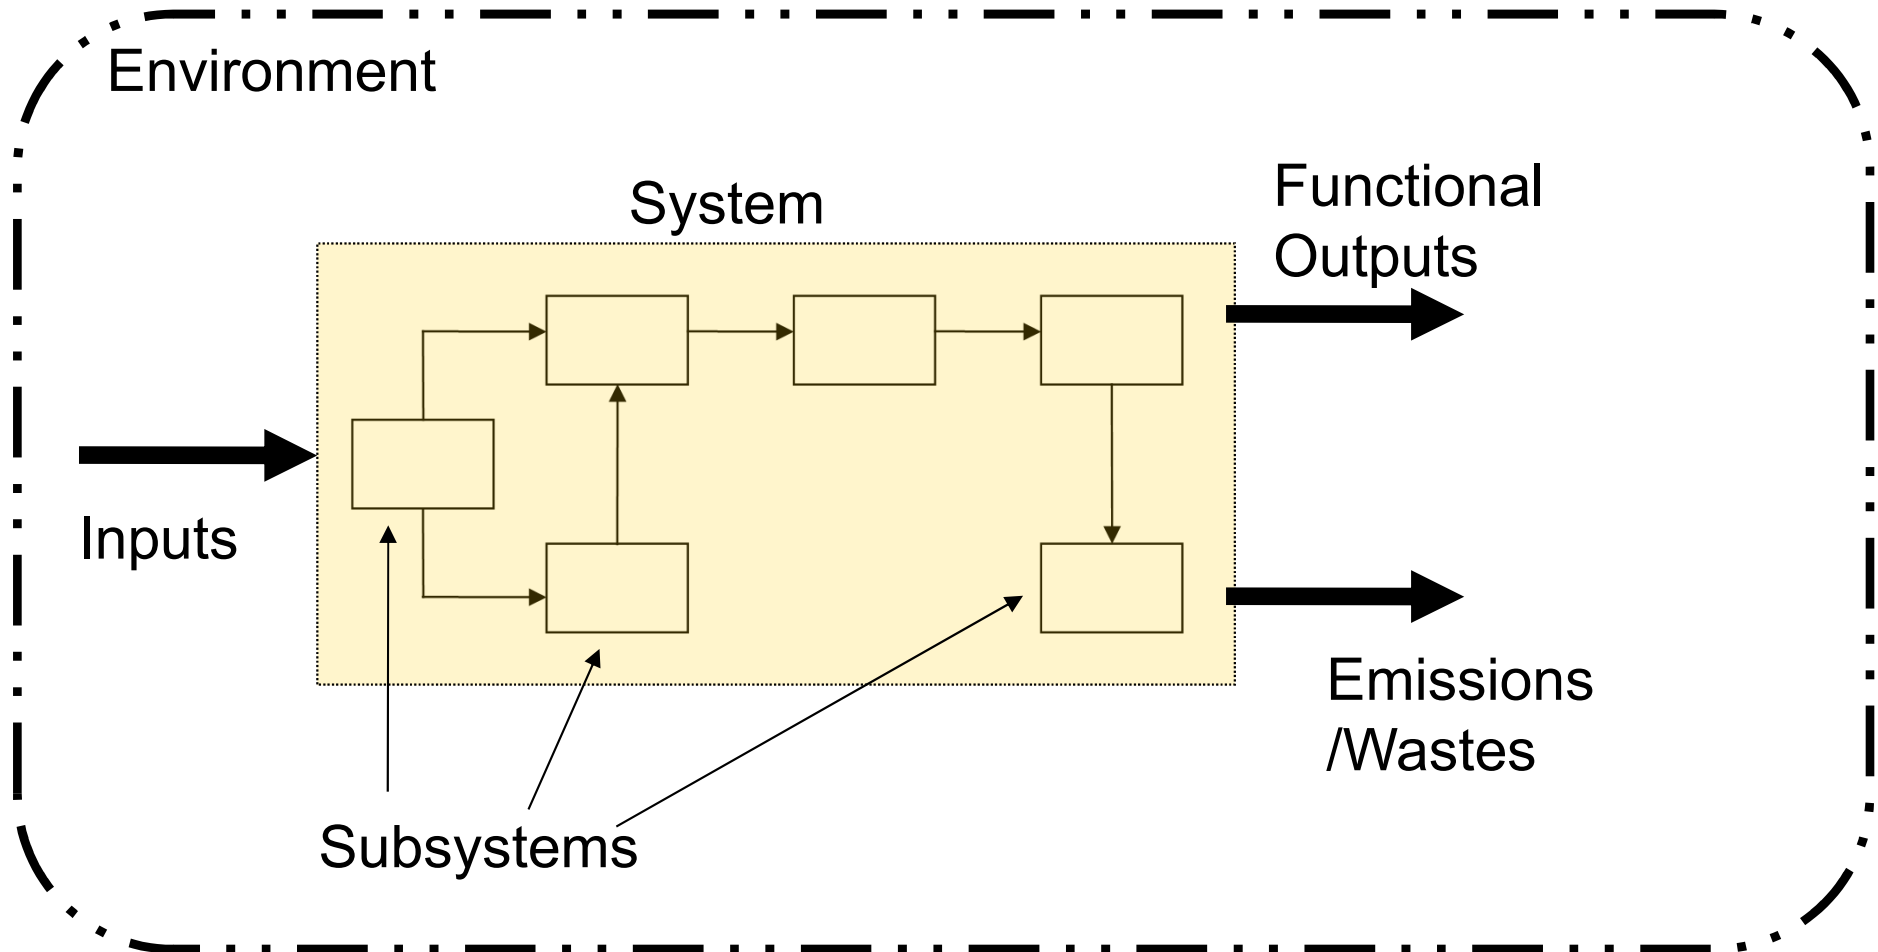 Environment
System
Functional
Outputs
Inputs
Emissions
/Wastes
Subsystems